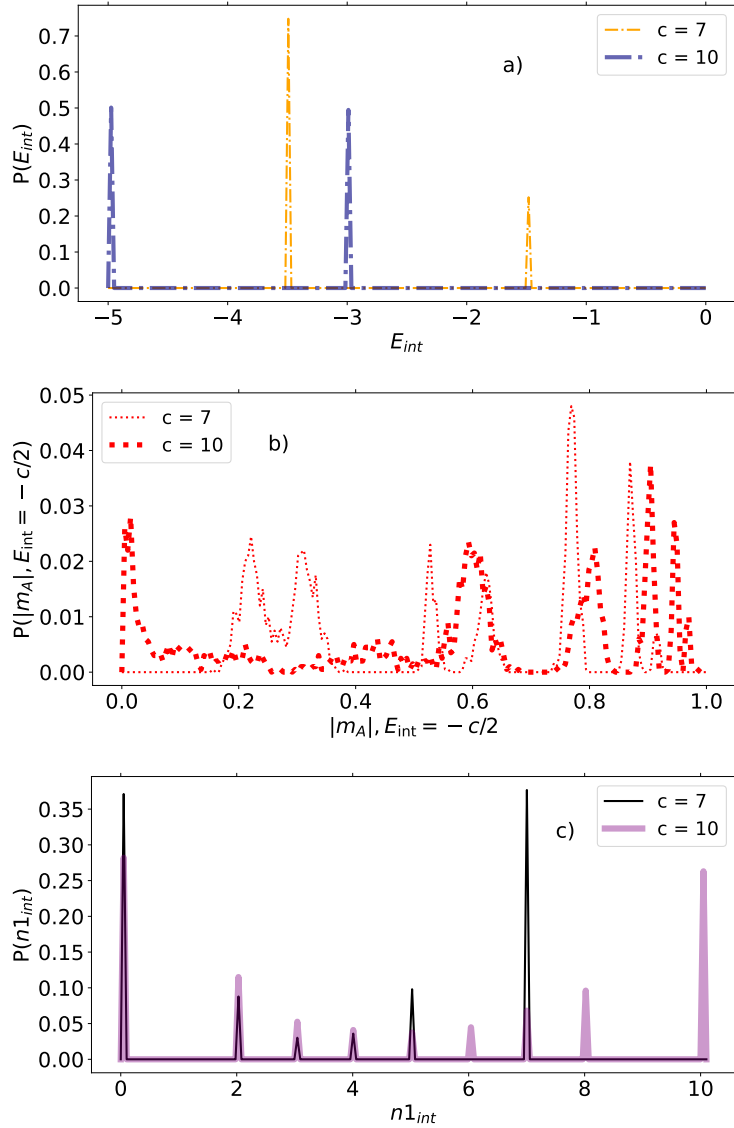 a)
c = 7
c = 10
P(E_int)
0.7
0.6
0.5
0.4
0.3
0.2
0.1
0.0
−5 −4 −3 −2 −1 0
E_int
b)
c = 7
c = 10
P(|m_A|, E_int = −c/2)
0.05
0.04
0.03
0.02
0.01
0.00
0.0 0.2 0.4 0.6 0.8 1.0
|m_A|, E_int = −c/2
c)
c = 7
c = 10
P(n1_int)
0.35
0.30
0.25
0.20
0.15
0.10
0.05
0.00
0 2 4 6 8 10
n1_int